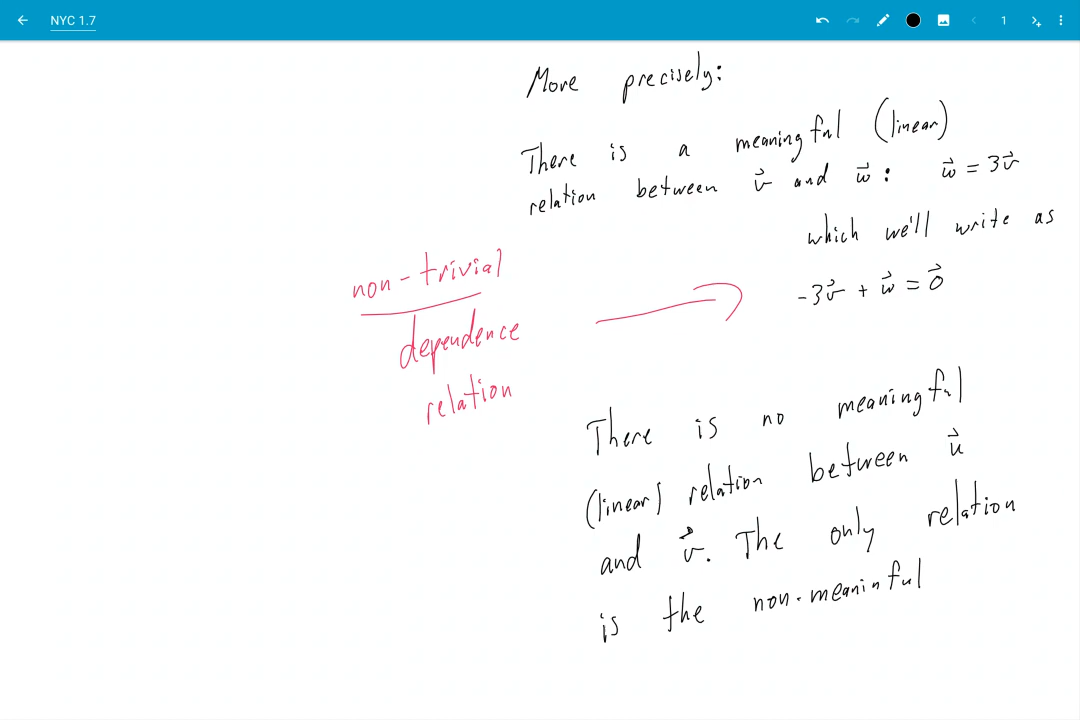 NYC 1.7
1
More precisely:
There is a meaningful (linear)
relation between v⃗ and w⃗ : w⃗ = 3v⃗
which we'll write as
-3v⃗ + w⃗ = 0⃗
non-trivial
dependence
relation
There is no meaningful
(linear) relation between u⃗
and v⃗. The only relation
is the non-meaninful